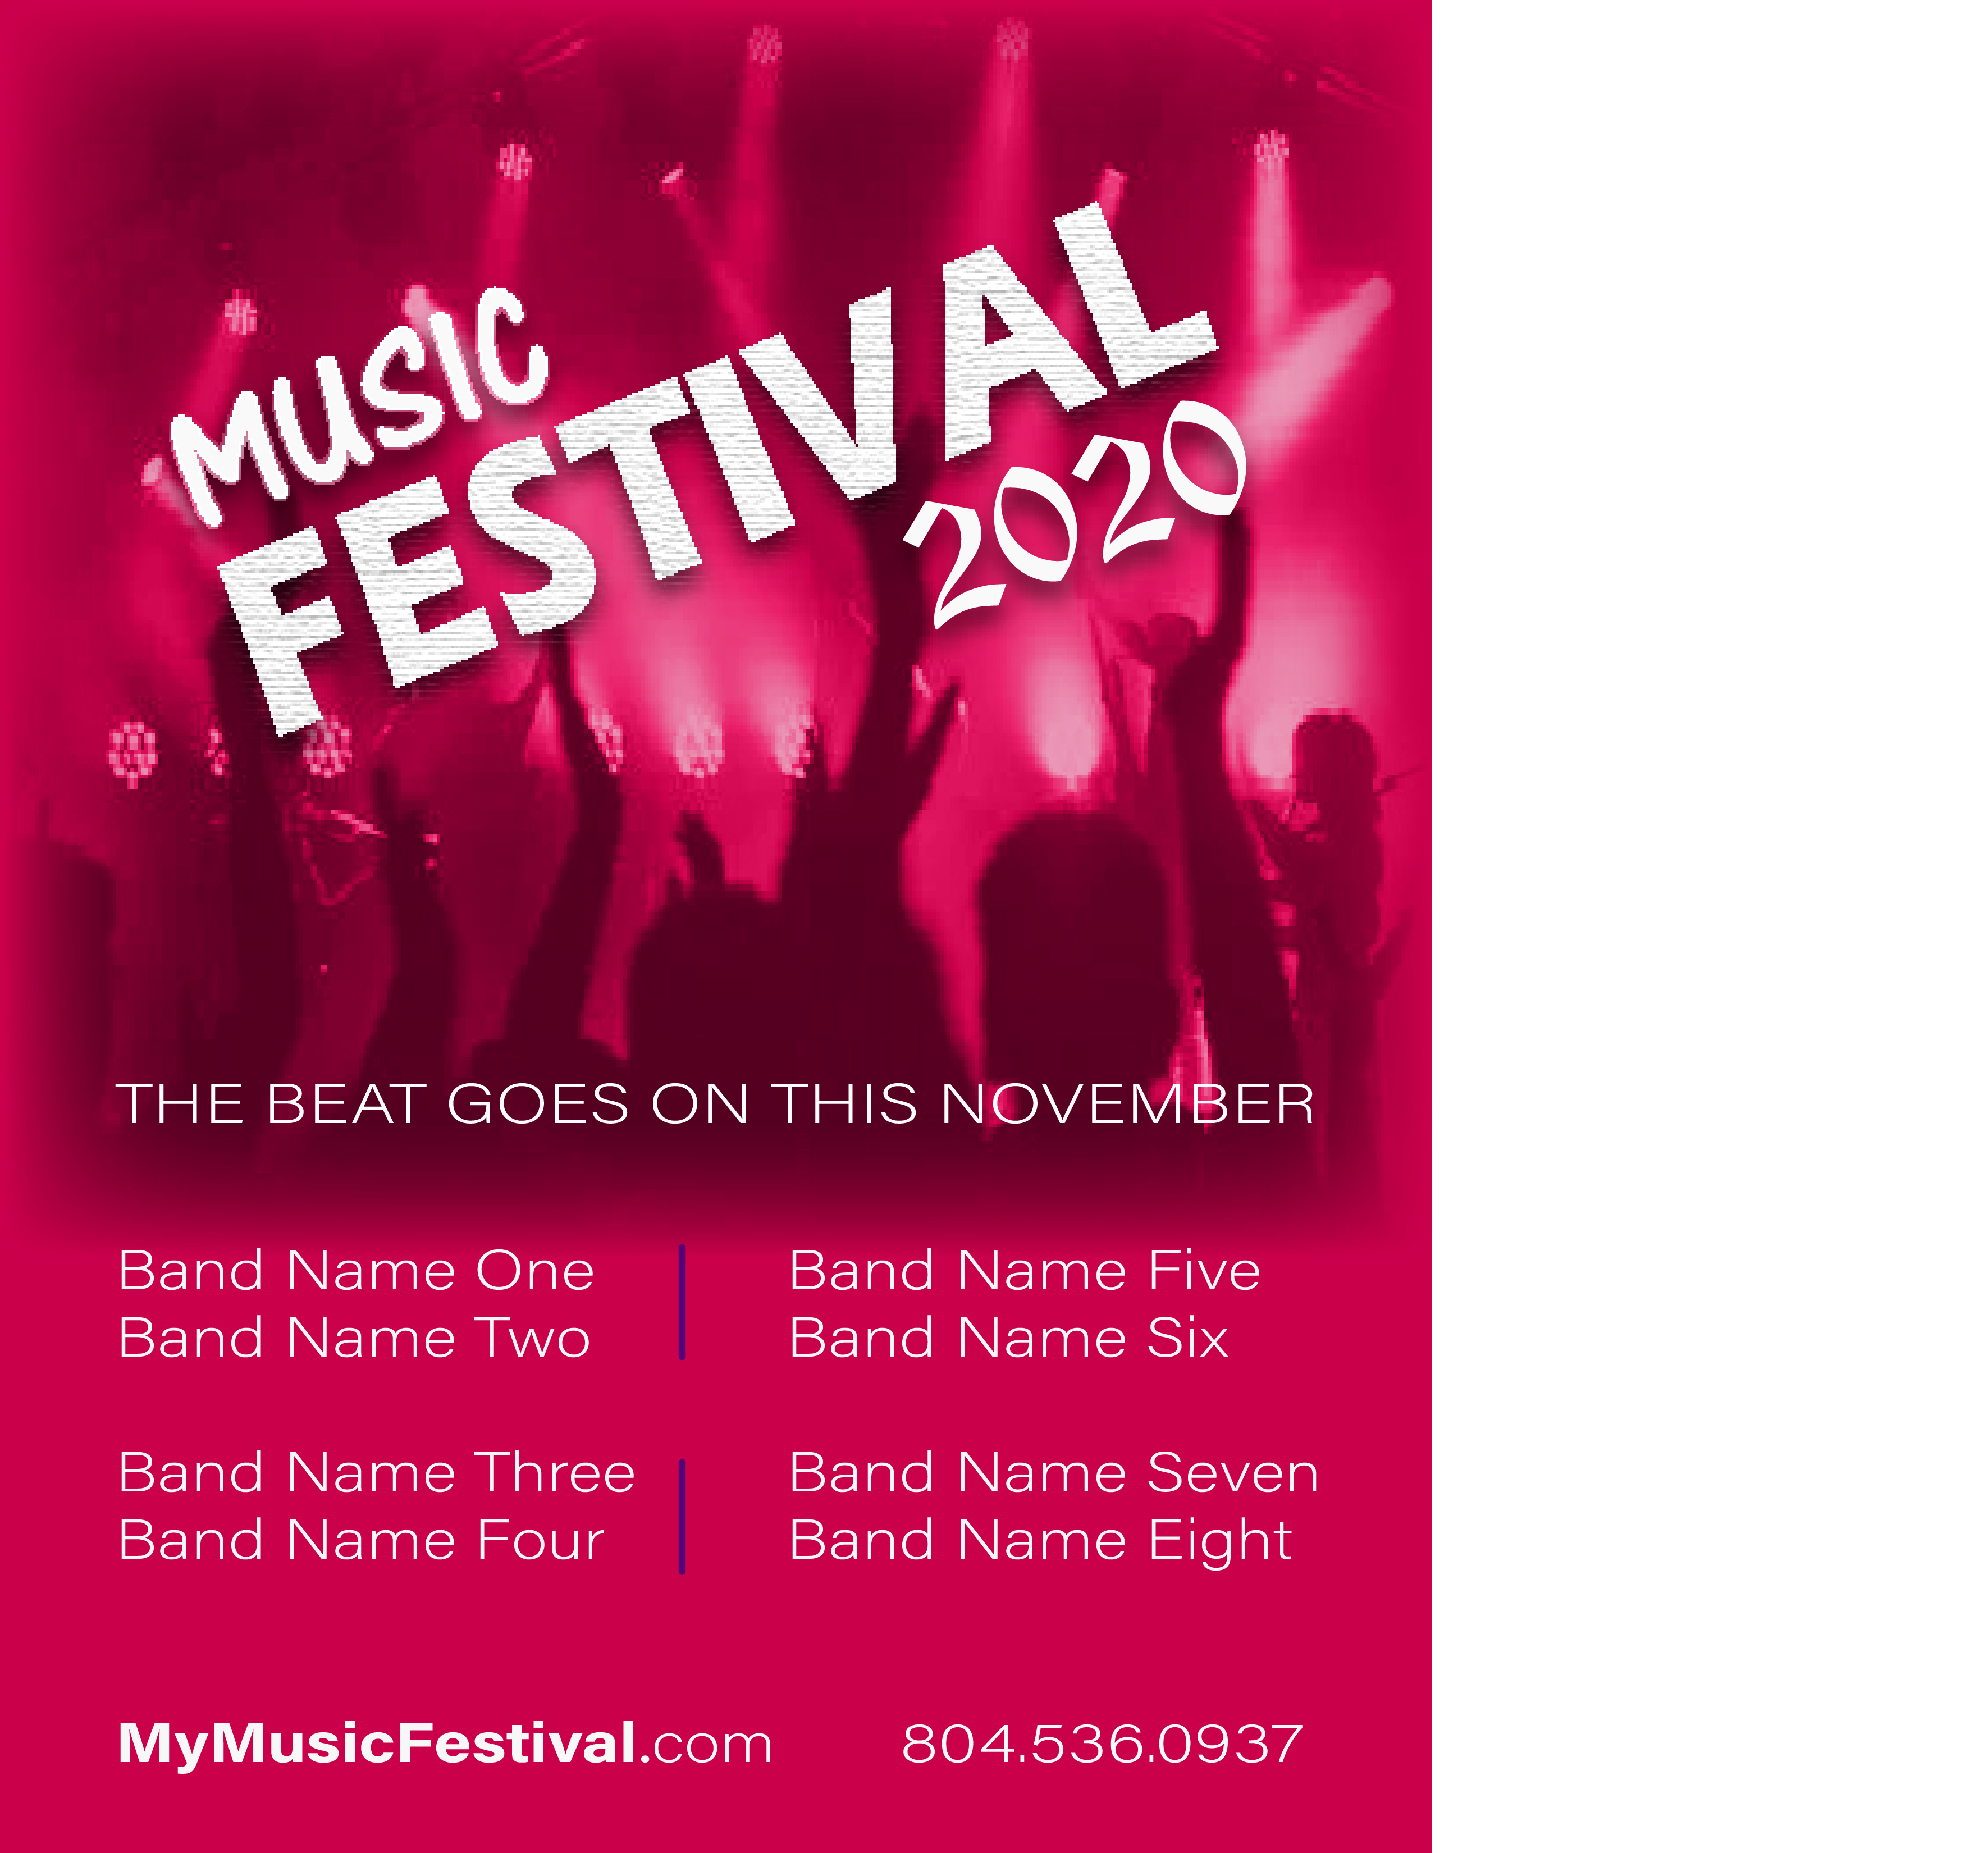 MUSIC
FESTIVAL
2020
THE BEAT GOES ON THIS NOVEMBER
Band Name One
Band Name Two
Band Name Three
Band Name Four
Band Name Five
Band Name Six
Band Name Seven
Band Name Eight
MyMusicFestival.com
804.536.0937